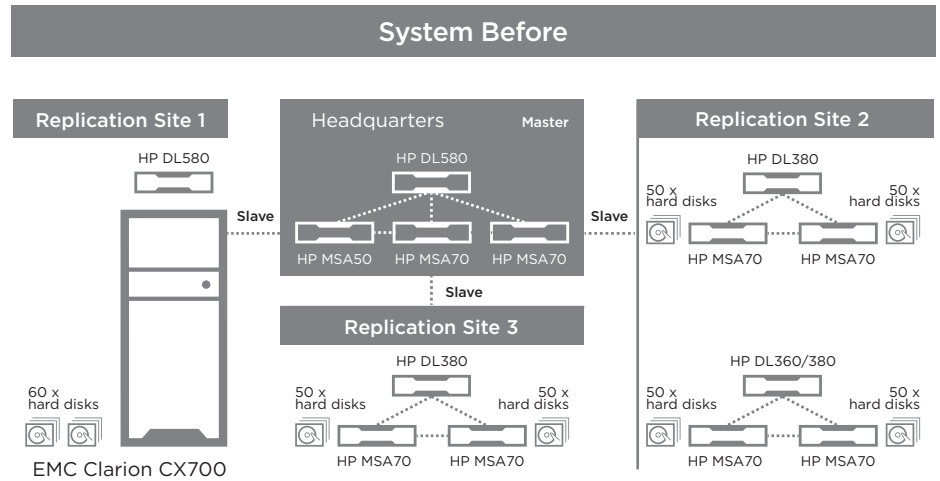 System Before
Replication Site 1
HP DL580
Slave
60 x
hard disks
EMC Clarion CX700
Headquarters
Master
HP DL580
HP MSA50
HP MSA70
HP MSA70
Slave
Slave
Replication Site 3
HP DL380
50 x
hard disks
50 x
hard disks
HP MSA70
HP MSA70
Replication Site 2
HP DL380
50 x
hard disks
50 x
hard disks
HP MSA70
HP MSA70
HP DL360/380
50 x
hard disks
50 x
hard disks
HP MSA70
HP MSA70